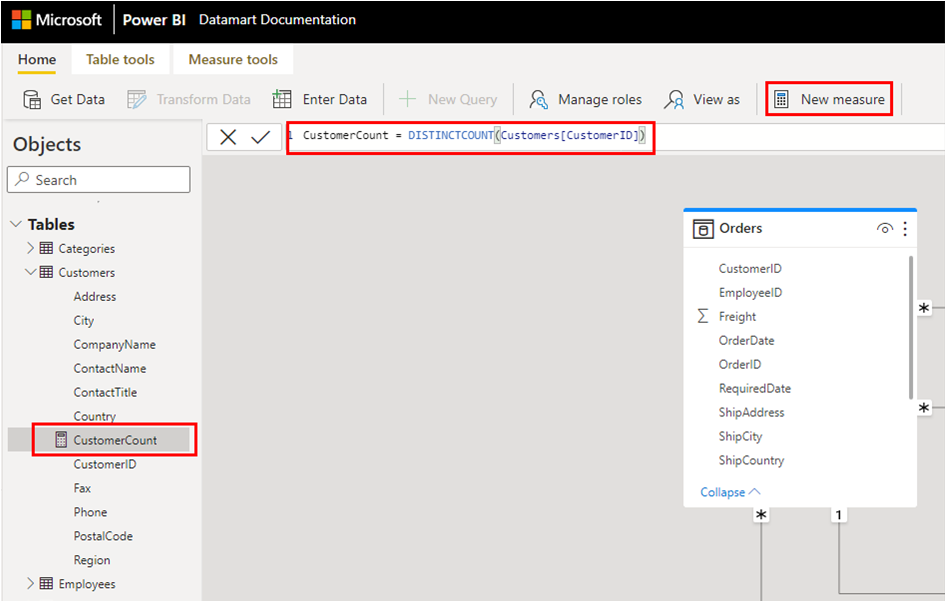 Microsoft Power BI Datamart Documentation
Home Table tools Measure tools
Get Data Transform Data Enter Data New Query Manage roles View as New measure
Objects
1 CustomerCount = DISTINCTCOUNT(Customers[CustomerID])
Search
Tables
Categories
Customers
Address
City
CompanyName
ContactName
ContactTitle
Country
CustomerCount
CustomerID
Fax
Phone
PostalCode
Region
Employees
Orders
CustomerID
EmployeeID
Freight
OrderDate
OrderID
RequiredDate
ShipAddress
ShipCity
ShipCountry
Collapse
*
*
* 1